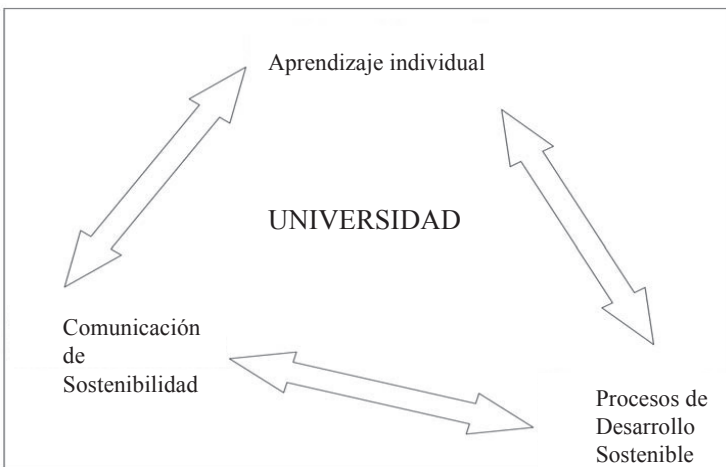 Aprendizaje individual
UNIVERSIDAD
Comunicación
de
Sostenibilidad
Procesos de
Desarrollo
Sostenible